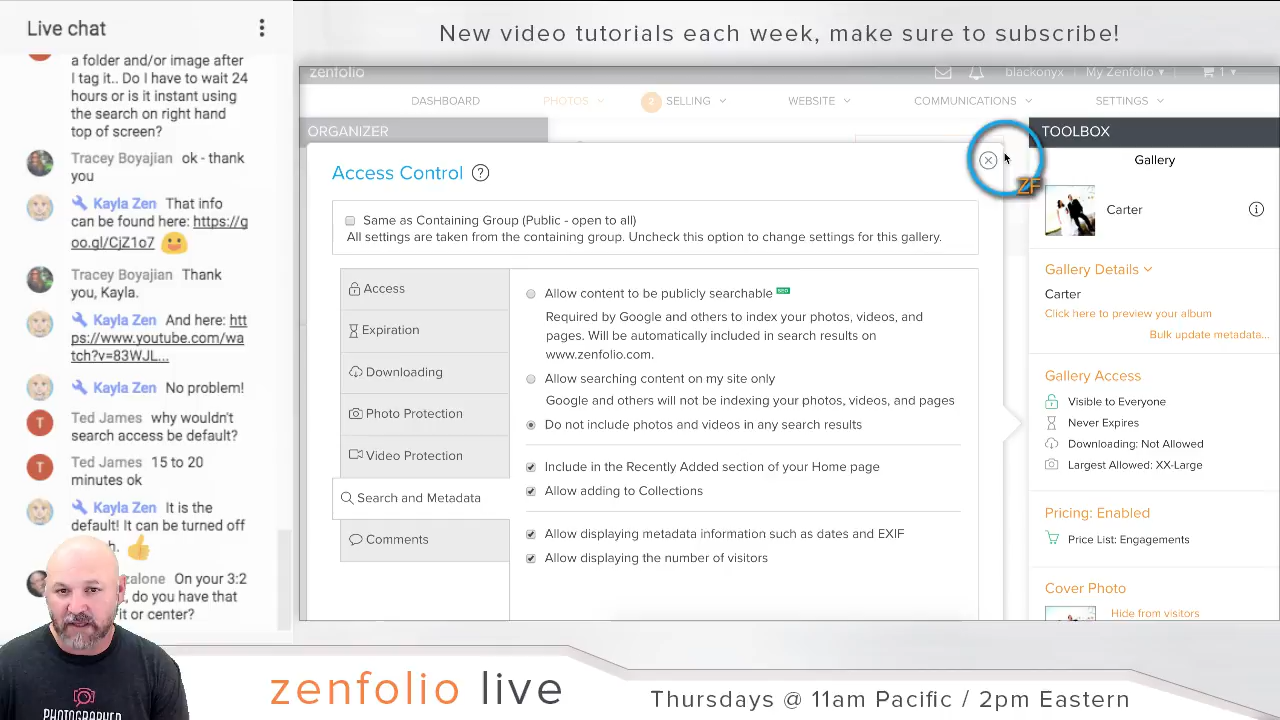 Live chat
New video tutorials each week, make sure to subscribe!
a folder and/or image after
I tag it.. Do I have to wait 24
hours or is it instant using
the search on right hand
top of screen?
Tracey Boyajian ok - thank
you
Kayla Zen That info
can be found here: https://g
oo.gl/CjZ1o7
Tracey Boyajian Thank
you, Kayla.
Kayla Zen And here: htt
ps://www.youtube.com/wa
tch?v=83WJL...
Kayla Zen No problem!
Ted James why wouldn't
search access be default?
Ted James 15 to 20
minutes ok
Kayla Zen It is the
default! It can be turned off
h.
zalone On your 3:2
, do you have that
fit or center?
zenfolio
blackonyx
My Zenfolio
1
DASHBOARD
PHOTOS
2 SELLING
WEBSITE
COMMUNICATIONS
SETTINGS
ORGANIZER
Access Control ?
Same as Containing Group (Public - open to all)
All settings are taken from the containing group. Uncheck this option to change settings for this gallery.
Access
Expiration
Downloading
Photo Protection
Video Protection
Search and Metadata
Comments
Allow content to be publicly searchable SEO
Required by Google and others to index your photos, videos, and
pages. Will be automatically included in search results on
www.zenfolio.com.
Allow searching content on my site only
Google and others will not be indexing your photos, videos, and pages
Do not include photos and videos in any search results
Include in the Recently Added section of your Home page
Allow adding to Collections
Allow displaying metadata information such as dates and EXIF
Allow displaying the number of visitors
ZF
TOOLBOX
Gallery
Carter
Gallery Details
Carter
Click here to preview your album
Bulk update metadata...
Gallery Access
Visible to Everyone
Never Expires
Downloading: Not Allowed
Largest Allowed: XX-Large
Pricing: Enabled
Price List: Engagements
Cover Photo
Hide from visitors
PHOTOGRAPHER
zenfolio live
Thursdays @ 11am Pacific / 2pm Eastern